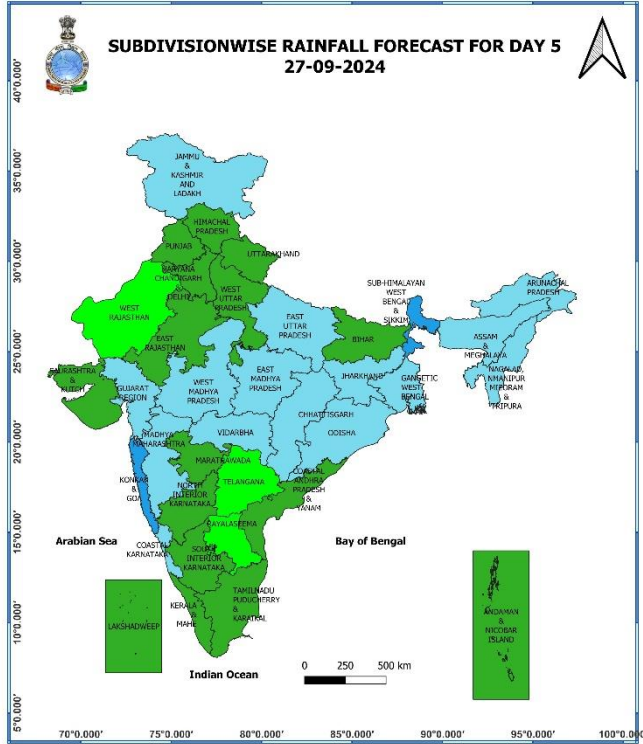 SUBDIVISIONWISE RAINFALL FORECAST FOR DAY 5
27-09-2024
40°0.000'
35°0.000'
30°0.000'
25°0.000'
20°0.000'
15°0.000'
10°0.000'
5°0.000'
JAMMU
&
KASHMIR
AND
LADAKH
HIMACHAL
PRADESH
PUNJAB
UTTARAKHAND
HARYANA
CHANDIGARH
&
DELHI
WEST
UTTAR
PRADESH
WEST
RAJASTHAN
EAST
RAJASTHAN
EAST
UTTAR
PRADESH
BIHAR
SUB-HIMALAYAN
WEST
BENGAL
&
SIKKIM
ARUNACHAL
PRADESH
ASSAM
&
MEGHALAYA
NAGALAD,
NMANIPUR
MIZORAM
&
TRIPURA
SAURASHTRA
&
KUTCH
GUJARAT
REGION
WEST
MADHYA
PRADESH
EAST
MADHYA
PRADESH
JHARKHAND
GANGETIC
WEST
BENGAL
CHHATTISGARH
ODISHA
MADHYA
MAHARASHTRA
VIDARBHA
MARATHWADA
KONKAN
&
GOA
NORTH
INTERIOR
KARNATAKA
TELANGANA
COASTAL
ANDHRA
PRADESH
&
YANAM
RAYALASEEMA
COASTAL
KARNATAKA
SOUTH
INTERIOR
KARNATAKA
Arabian Sea
Bay of Bengal
KERALA
&
MAHE
TAMILNADU
PUDUCHERRY
&
KARAIKAL
LAKSHADWEEP
ANDAMAN
&
NICOBAR
ISLAND
Indian Ocean
0 250 500 km
70°0.000' 75°0.000' 80°0.000' 85°0.000' 90°0.000' 95°0.000' 100°0.000'